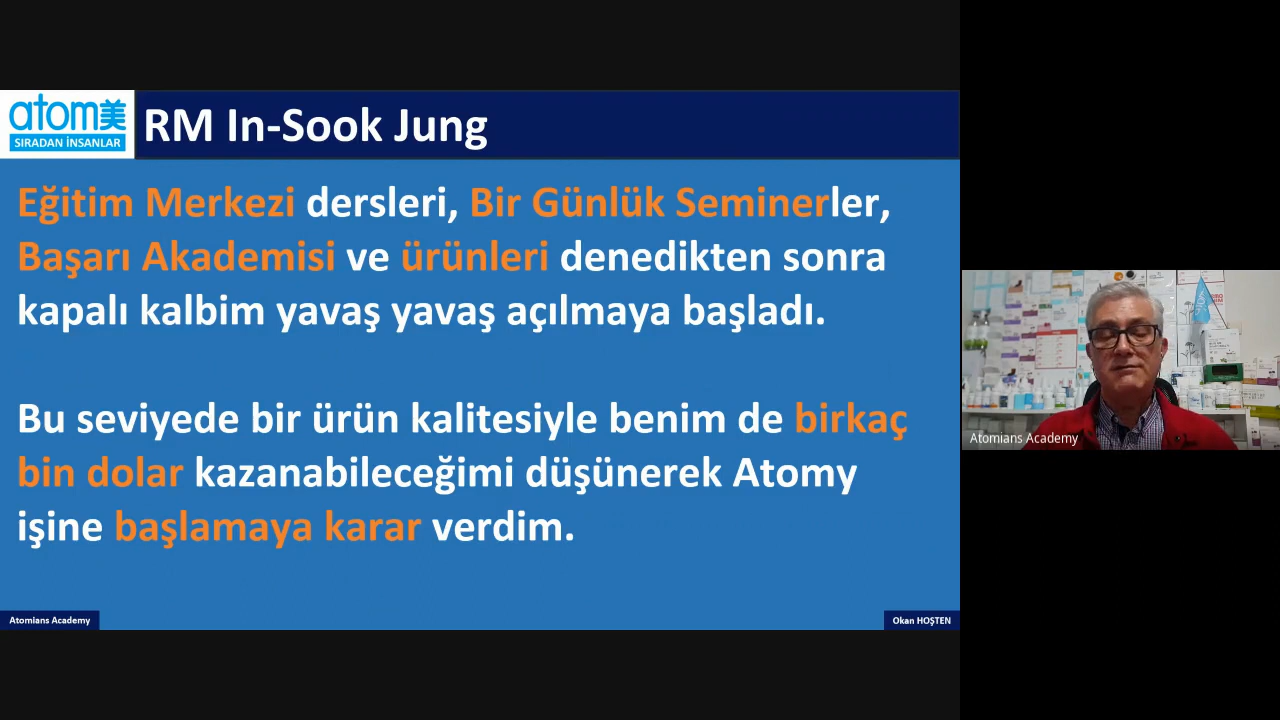 atom美
SIRADAN İNSANLAR
RM In-Sook Jung
Eğitim Merkezi dersleri, Bir Günlük Seminerler,
Başarı Akademisi ve ürünleri denedikten sonra
kapalı kalbim yavaş yavaş açılmaya başladı.
Bu seviyede bir ürün kalitesiyle benim de birkaç
bin dolar kazanabileceğimi düşünerek Atomy
işine başlamaya karar verdim.
Atomians Academy
Okan HOŞTEN
Atomians Academy